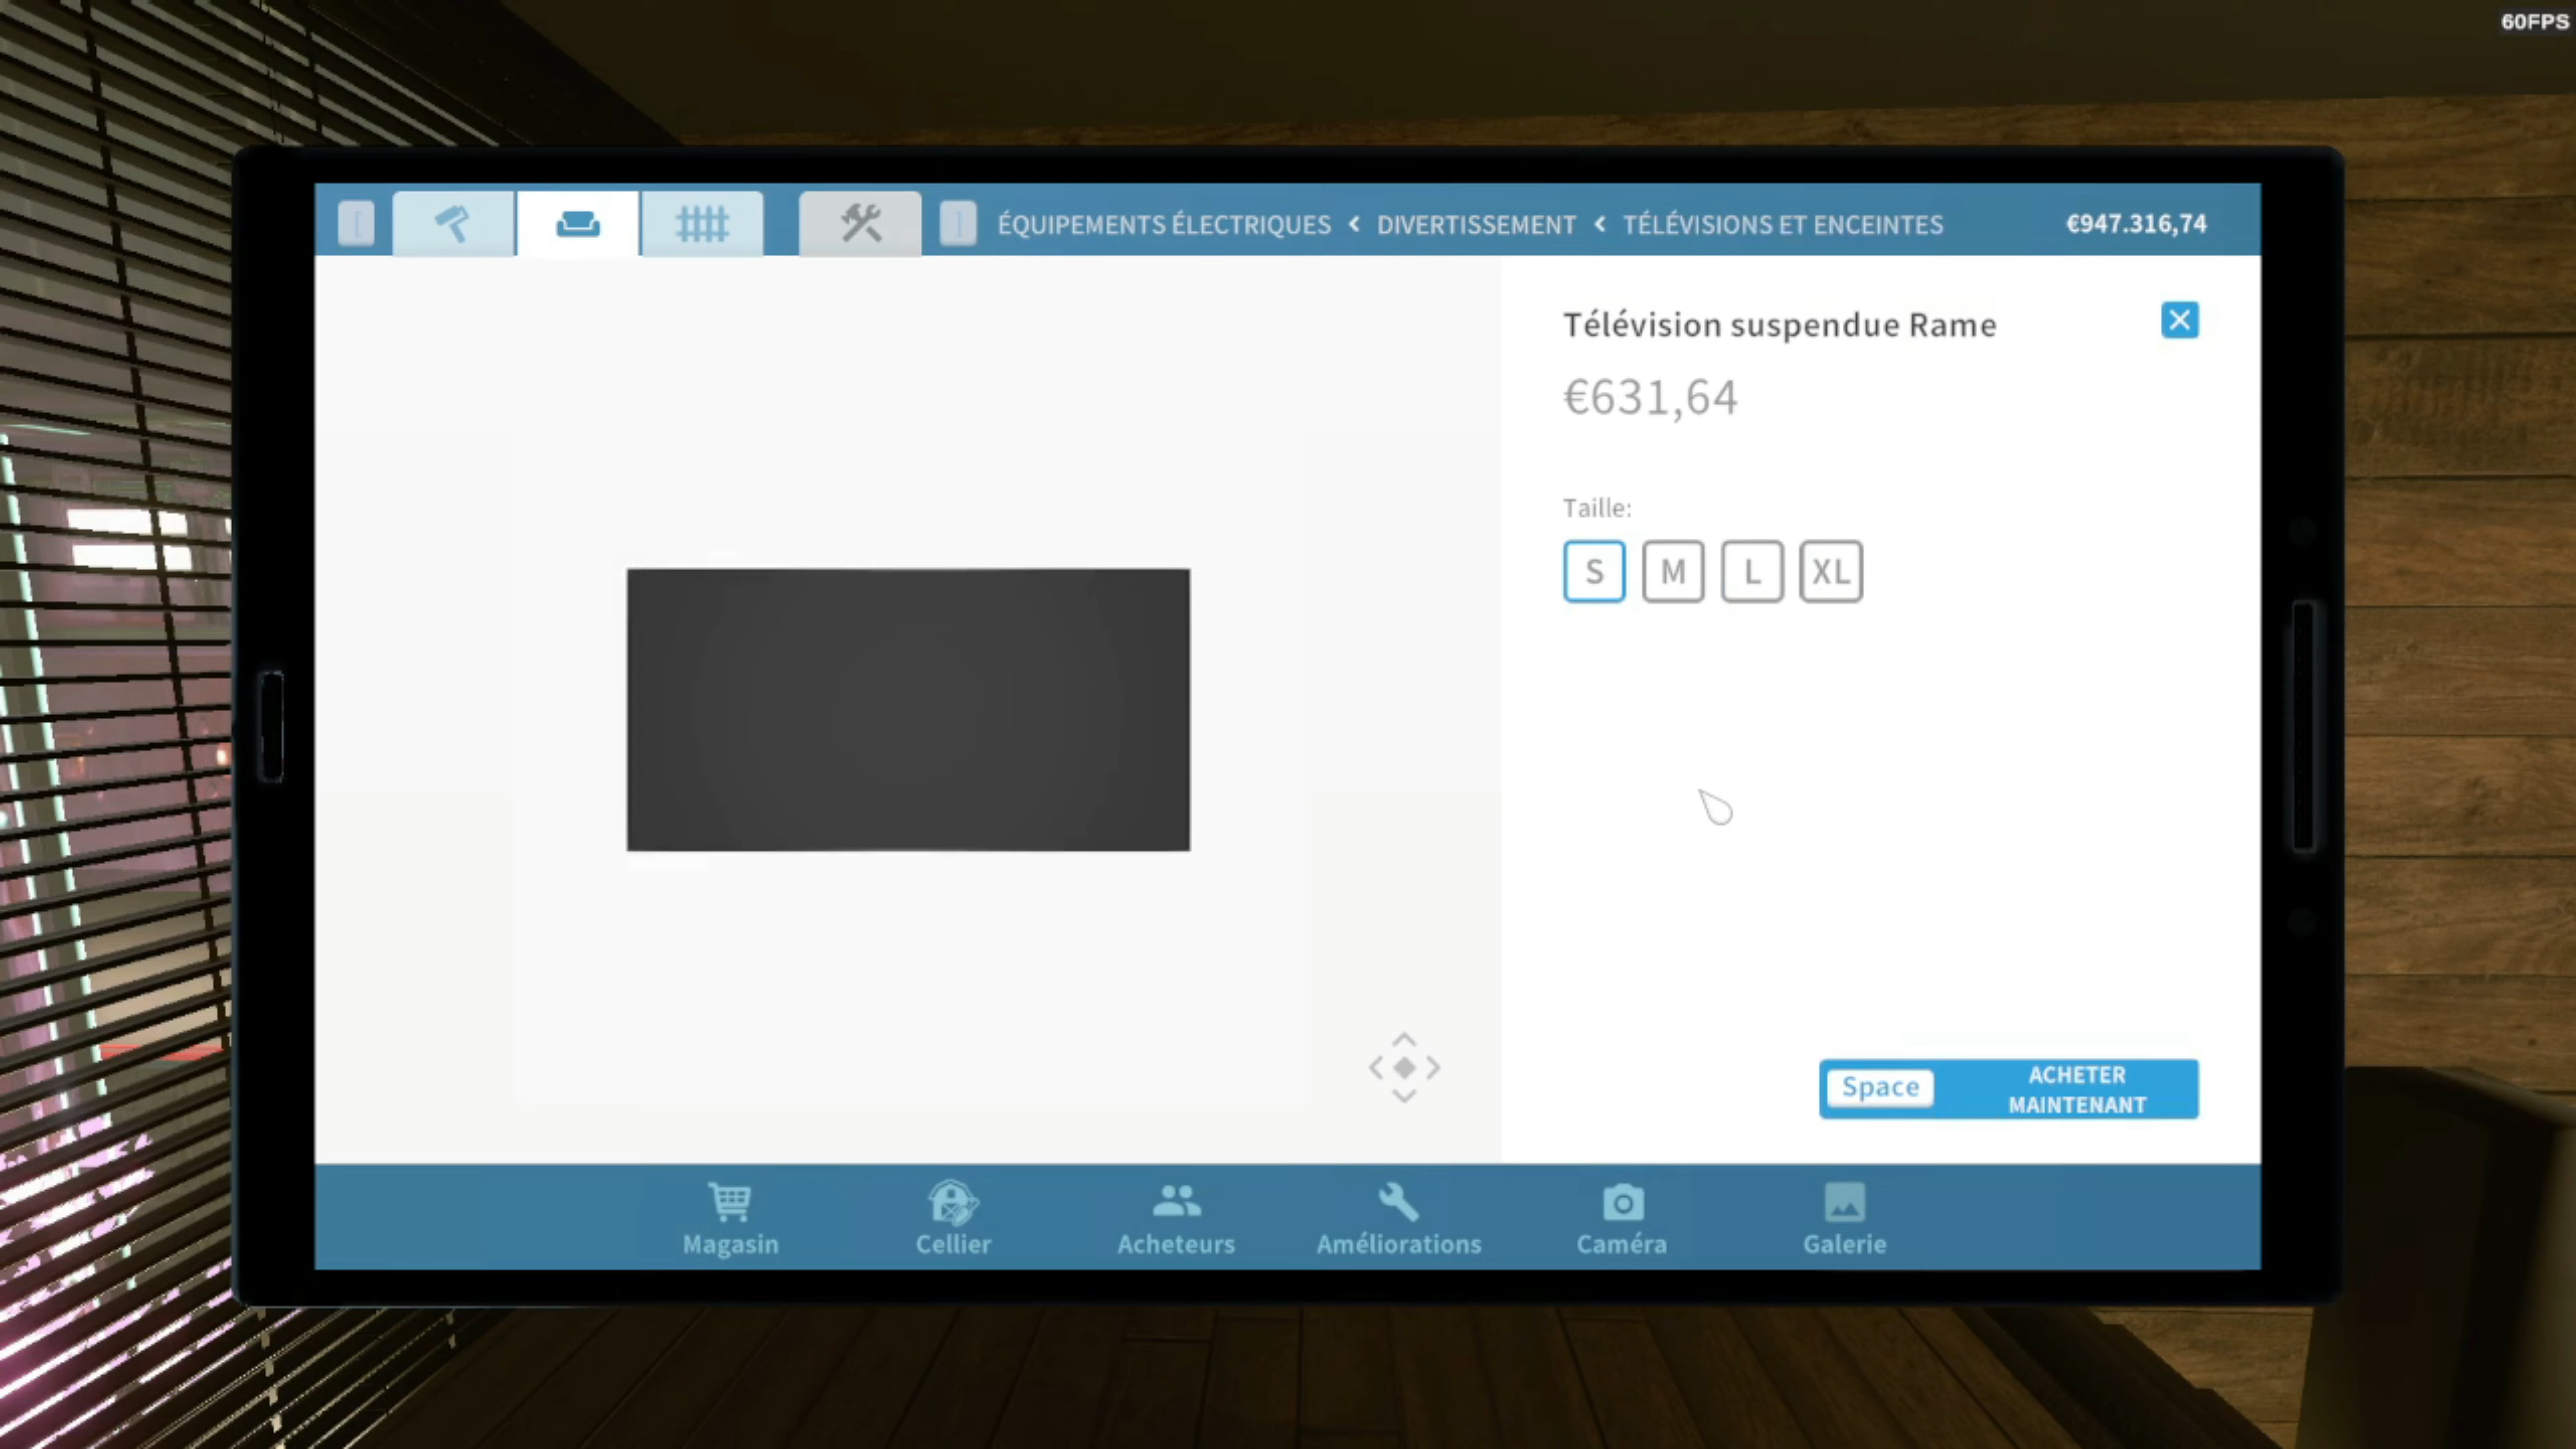 60FPS
[
]
ÉQUIPEMENTS ÉLECTRIQUES < DIVERTISSEMENT < TÉLÉVISIONS ET ENCEINTES
€947.316,74
Télévision suspendue Rame
€631,64
Taille:
S M L XL
Space
ACHETER
MAINTENANT
Magasin Cellier Acheteurs Améliorations Caméra Galerie